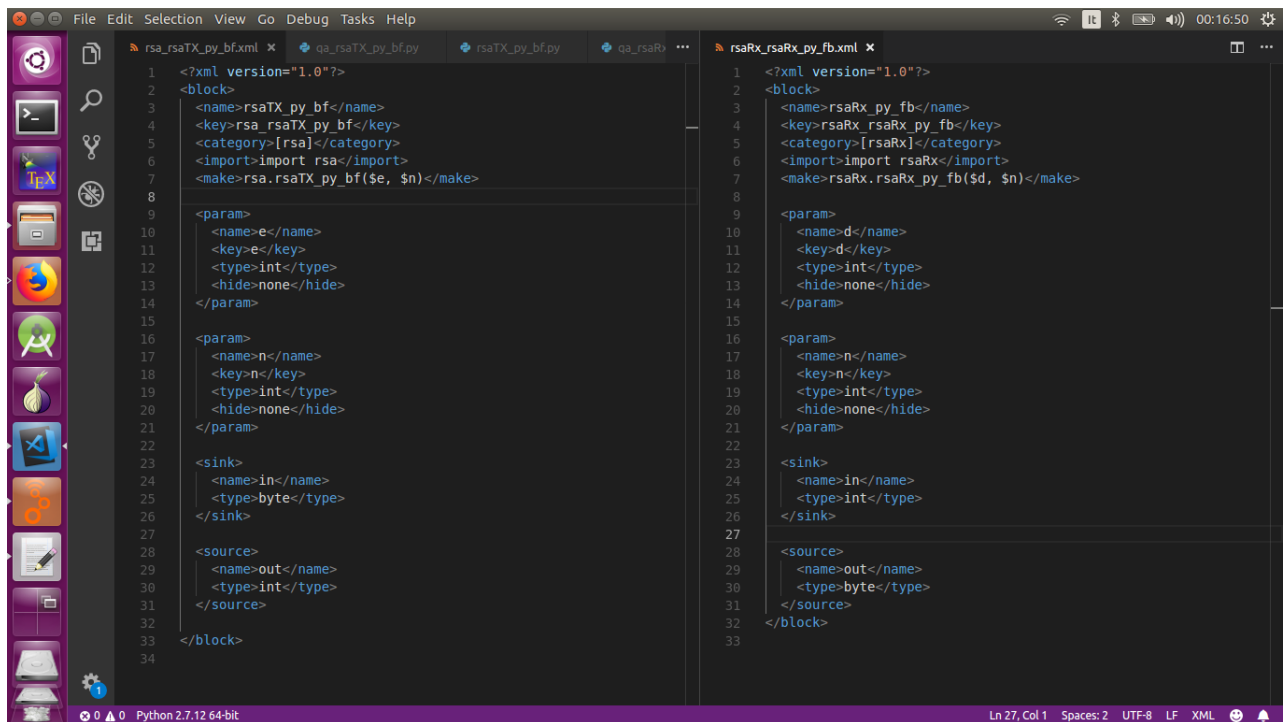 File Edit Selection View Go Debug Tasks Help
It
00:16:50
rsa_rsaTX_py_bf.xml
qa_rsaTX_py_bf.py
rsaTX_py_bf.py
qa_rsaRx
rsaRx_rsaRx_py_fb.xml
1 <?xml version="1.0"?>
2 <block>
3 <name>rsaTX_py_bf</name>
4 <key>rsa_rsaTX_py_bf</key>
5 <category>[rsa]</category>
6 <import>import rsa</import>
7 <make>rsa.rsaTX_py_bf($e, $n)</make>
8
9 <param>
10 <name>e</name>
11 <key>e</key>
12 <type>int</type>
13 <hide>none</hide>
14 </param>
15
16 <param>
17 <name>n</name>
18 <key>n</key>
19 <type>int</type>
20 <hide>none</hide>
21 </param>
22
23 <sink>
24 <name>in</name>
25 <type>byte</type>
26 </sink>
27
28 <source>
29 <name>out</name>
30 <type>int</type>
31 </source>
32
33 </block>
34
1 <?xml version="1.0"?>
2 <block>
3 <name>rsaRx_py_fb</name>
4 <key>rsaRx_rsaRx_py_fb</key>
5 <category>[rsaRx]</category>
6 <import>import rsaRx</import>
7 <make>rsaRx.rsaRx_py_fb($d, $n)</make>
8
9 <param>
10 <name>d</name>
11 <key>d</key>
12 <type>int</type>
13 <hide>none</hide>
14 </param>
15
16 <param>
17 <name>n</name>
18 <key>n</key>
19 <type>int</type>
20 <hide>none</hide>
21 </param>
22
23 <sink>
24 <name>in</name>
25 <type>int</type>
26 </sink>
27
28 <source>
29 <name>out</name>
30 <type>byte</type>
31 </source>
32 </block>
33
TEX
1
0 0 Python 2.7.12 64-bit
Ln 27, Col 1 Spaces: 2 UTF-8 LF XML